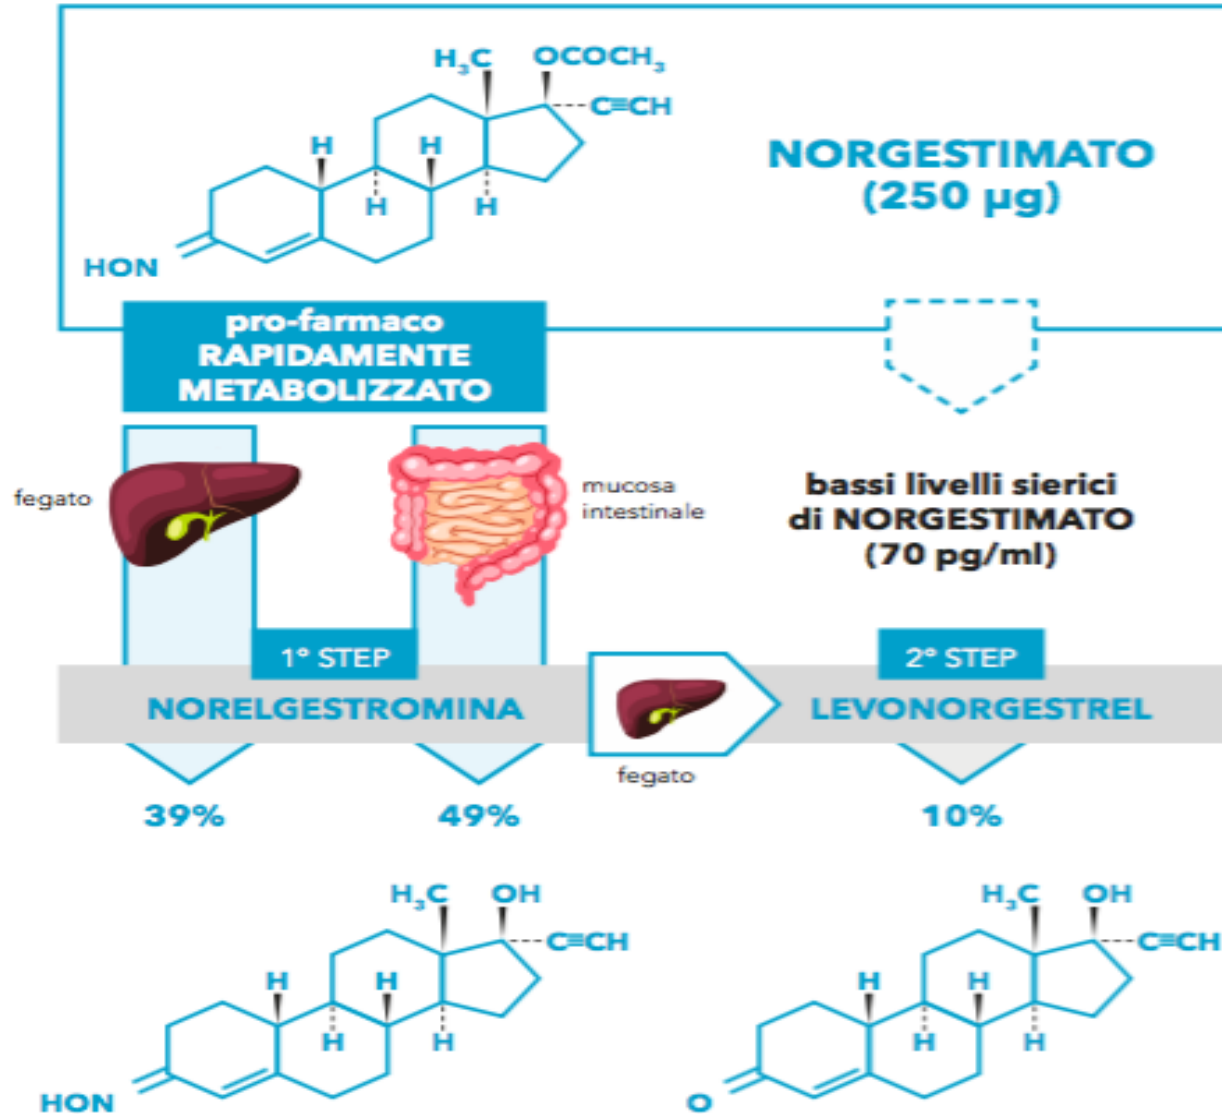 H₃C OCOCH₃
C≡CH
H H
H H
HON
NORGESTIMATO
(250 µg)
pro-farmaco
RAPIDAMENTE
METABOLIZZATO
fegato
mucosa
intestinale
bassi livelli sierici
di NORGESTIMATO
(70 pg/ml)
1° STEP
2° STEP
NORELGESTROMINA
LEVONORGESTREL
fegato
39%
49%
10%
H₃C OH
C≡CH
H H
H H
HON
H₃C OH
C≡CH
H H
H H
O